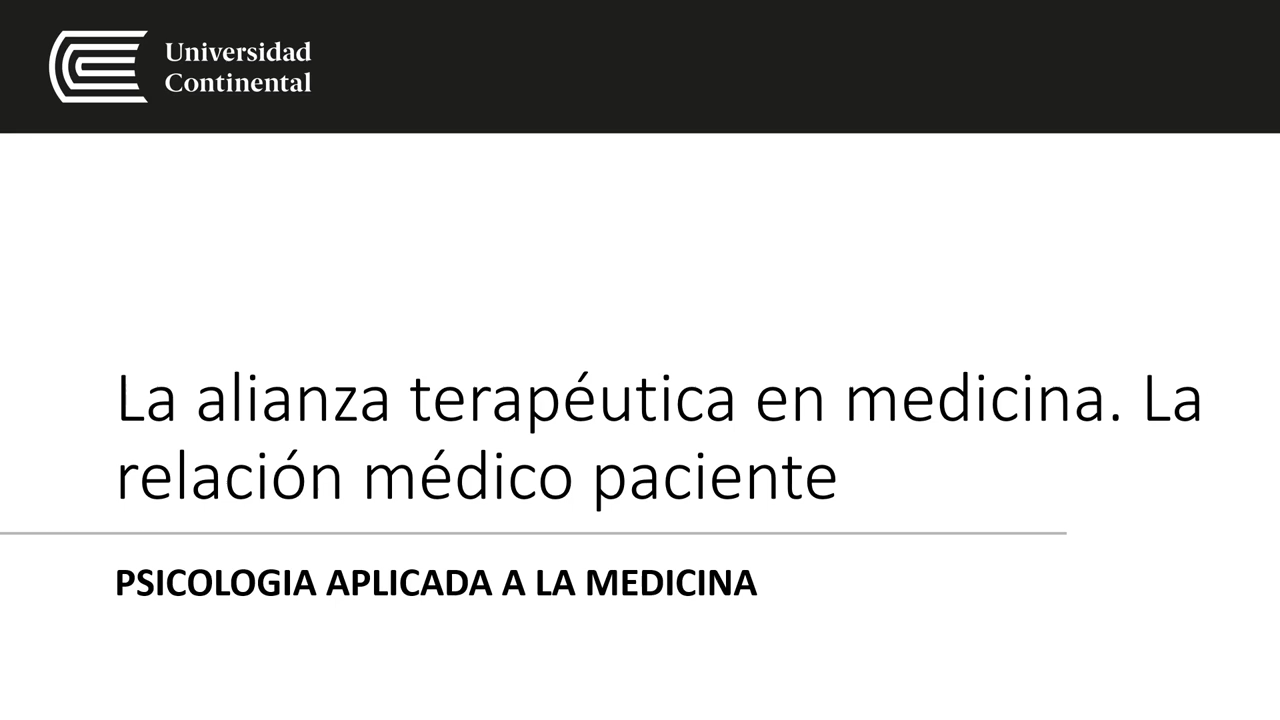 Universidad
Continental
La alianza terapéutica en medicina. La
relación médico paciente
PSICOLOGIA APLICADA A LA MEDICINA